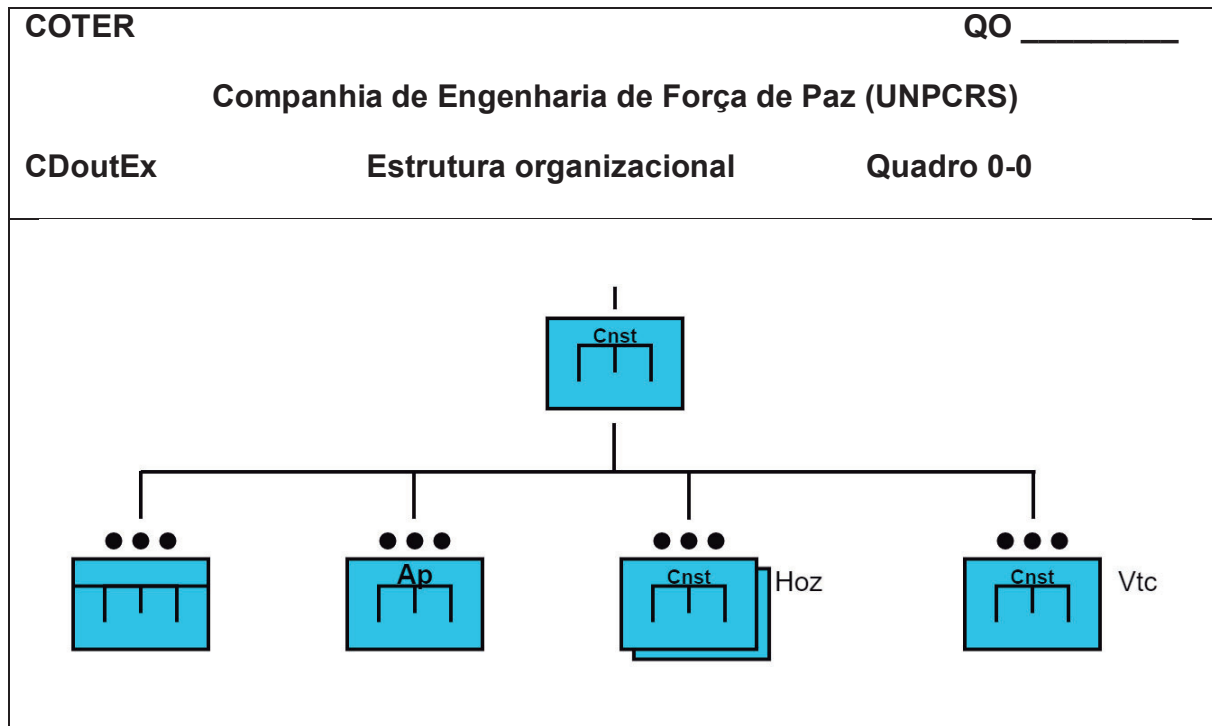 COTER QO _________
Companhia de Engenharia de Força de Paz (UNPCRS)
CDoutEx Estrutura organizacional Quadro 0-0
Cnst
Ap
Cnst Hoz
Cnst Vtc